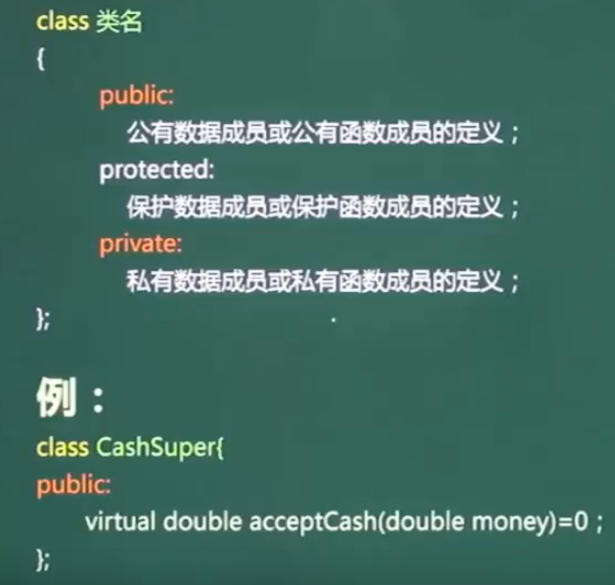 class 类名
{
public:
公有数据成员或公有函数成员的定义；
protected:
保护数据成员或保护函数成员的定义；
private:
私有数据成员或私有函数成员的定义；
};
例：
class CashSuper{
public:
virtual double acceptCash(double money)=0；
};